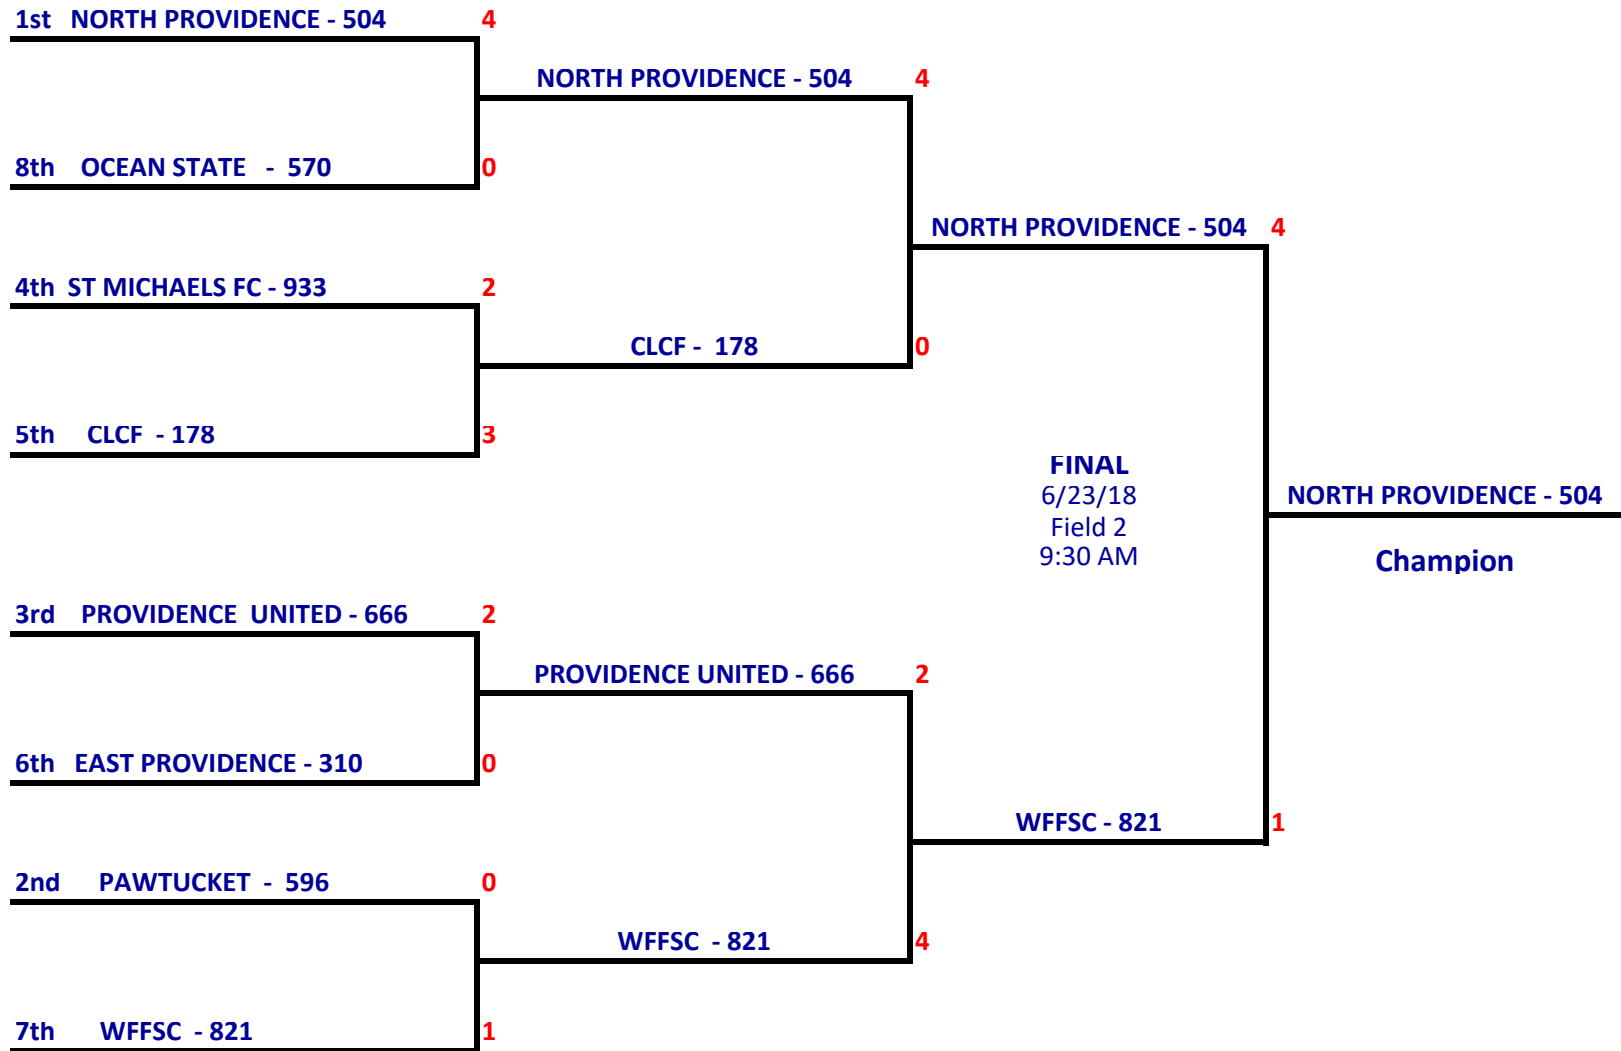 1st NORTH PROVIDENCE - 504 4
NORTH PROVIDENCE - 504 4
8th OCEAN STATE - 570 0
NORTH PROVIDENCE - 504 4
4th ST MICHAELS FC - 933 2
CLCF - 178 0
5th CLCF - 178 3
FINAL
6/23/18
Field 2
9:30 AM
NORTH PROVIDENCE - 504
Champion
3rd PROVIDENCE UNITED - 666 2
PROVIDENCE UNITED - 666 2
6th EAST PROVIDENCE - 310 0
WFFSC - 821 1
2nd PAWTUCKET - 596 0
WFFSC - 821 4
7th WFFSC - 821 1